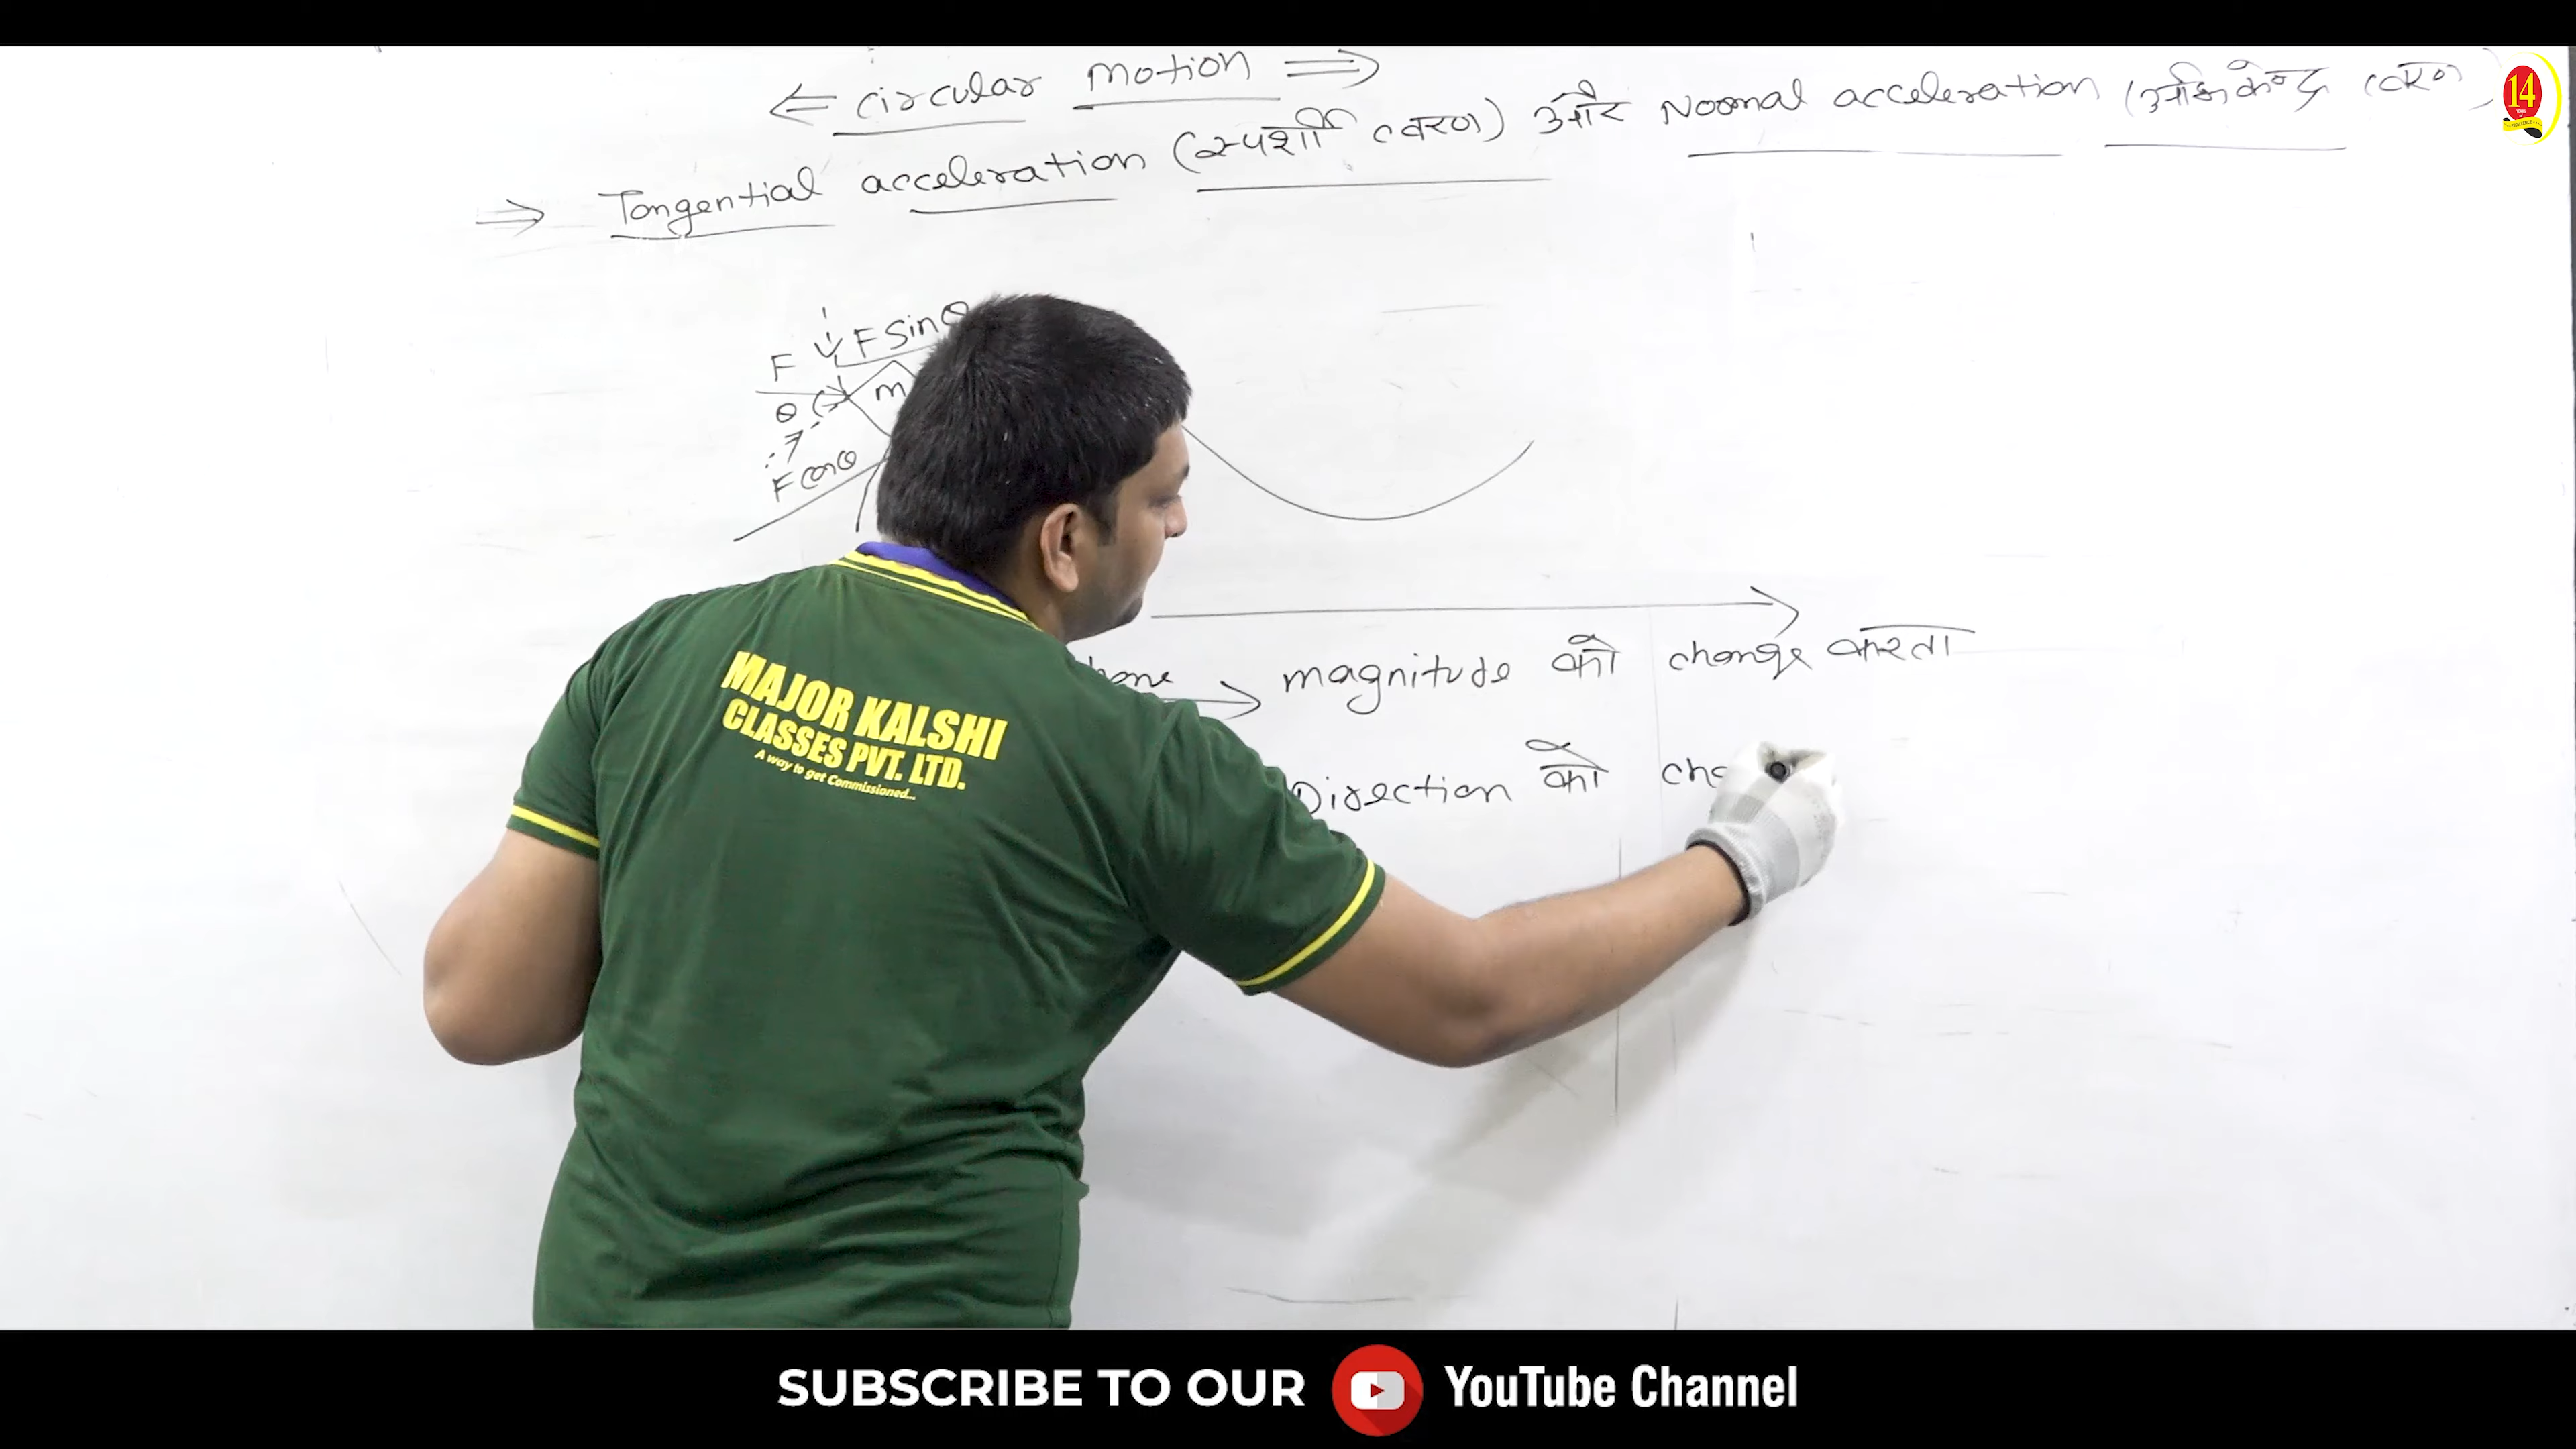 ⇐ circular motion ⇒
⇒ Tangential acceleration (स्पर्शी त्वरण) और Normal acceleration (अभिकेन्द्र त्वरण)
14
F
F Sinθ
θ
m
F cosθ
magnitude को change करता
Direction को cha
MAJOR KALSHI
CLASSES PVT. LTD.
A way to get Commissioned...
SUBSCRIBE TO OUR YouTube Channel